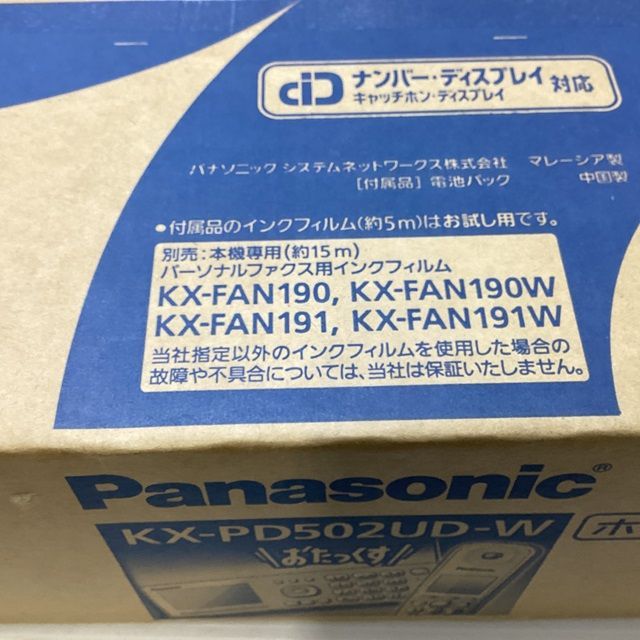 CiD ナンバー・ディスプレイ 対応
キャッチホン・ディスプレイ
パナソニック システムネットワークス株式会社 マレーシア製
[付属品] 電池パック 中国製
●付属品のインクフィルム(約5m)はお試し用です。
別売:本機専用(約15m)
パーソナルファクス用インクフィルム
KX-FAN190, KX-FAN190W
KX-FAN191, KX-FAN191W
当社指定以外のインクフィルムを使用した場合の
故障や不具合については、当社は保証いたしません。
Panasonic®
KX-PD502UD-W ホ
おたっくす